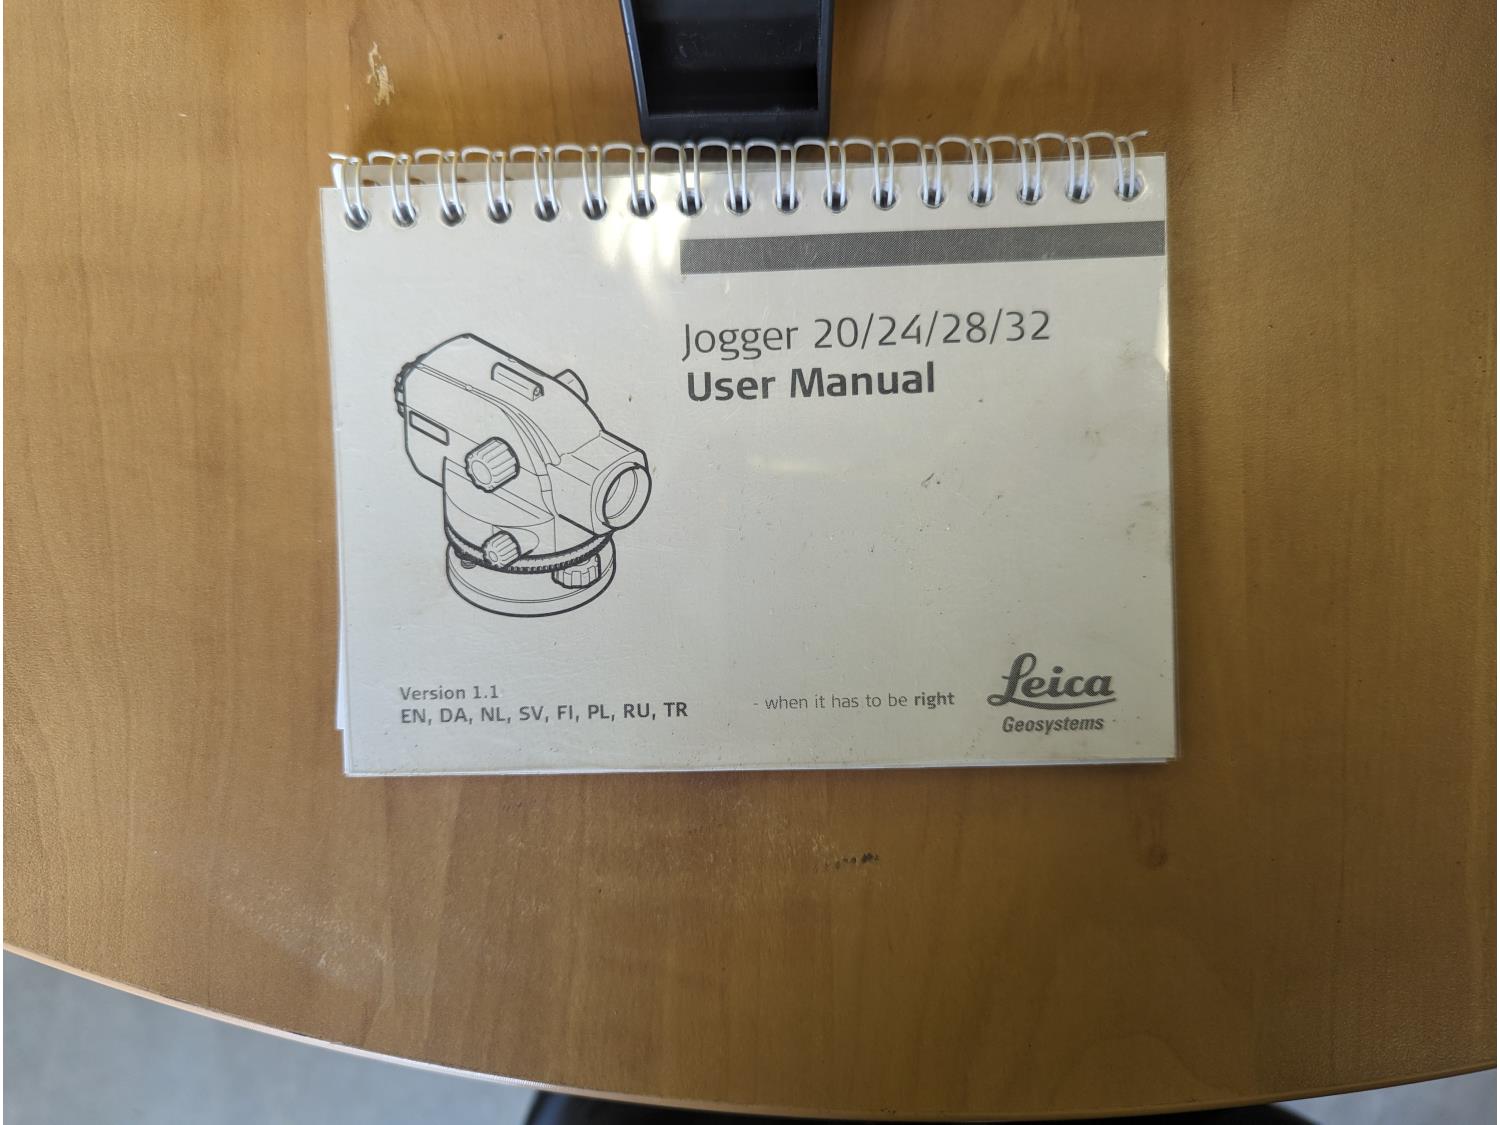 Jogger 20/24/28/32
User Manual
Version 1.1
EN, DA, NL, SV, FI, PL, RU, TR
- when it has to be right
Leica
Geosystems